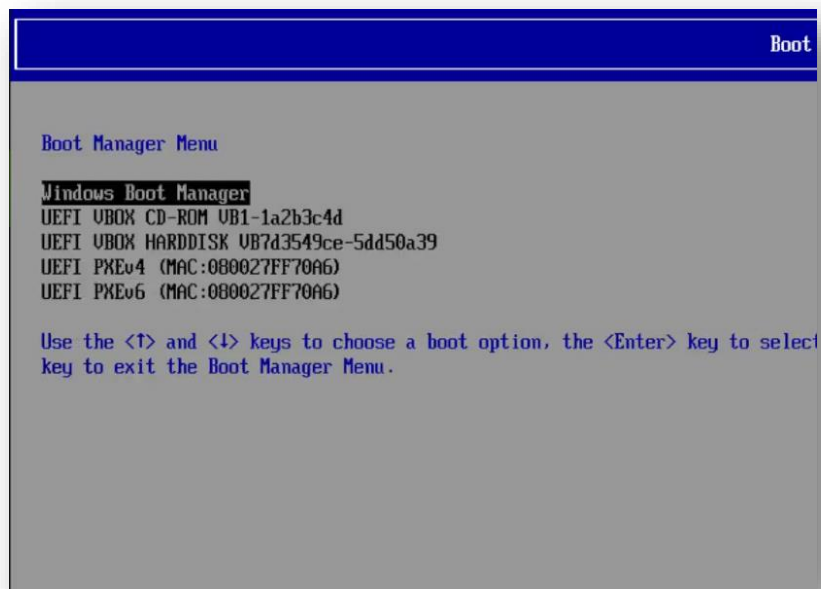 Boot
Boot Manager Menu
Windows Boot Manager
UEFI VBOX CD-ROM VB1-1a2b3c4d
UEFI VBOX HARDDISK VB7d3549ce-5dd50a39
UEFI PXEv4 (MAC:080027FF70A6)
UEFI PXEv6 (MAC:080027FF70A6)
Use the <↑> and <↓> keys to choose a boot option, the <Enter> key to select
key to exit the Boot Manager Menu.